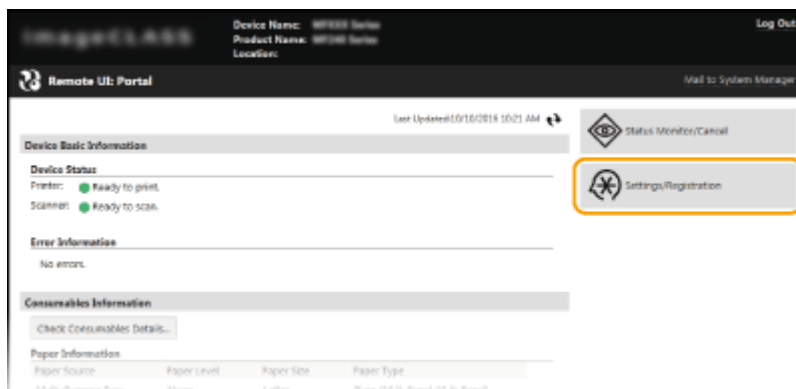 Device Name:
Log Out
Product Name:
Location:
Remote UI: Portal
Mail to System Manager
Last Updated:10/10/2016 10:21 AM
Status Monitor/Cancel
Device Basic Information
Device Status
Printer: Ready to print.
Settings/Registration
Scanner: Ready to scan.
Error Information
No errors.
Consumables Information
Check Consumables Details...
Paper Information
Paper Source Paper Level Paper Size Paper Type